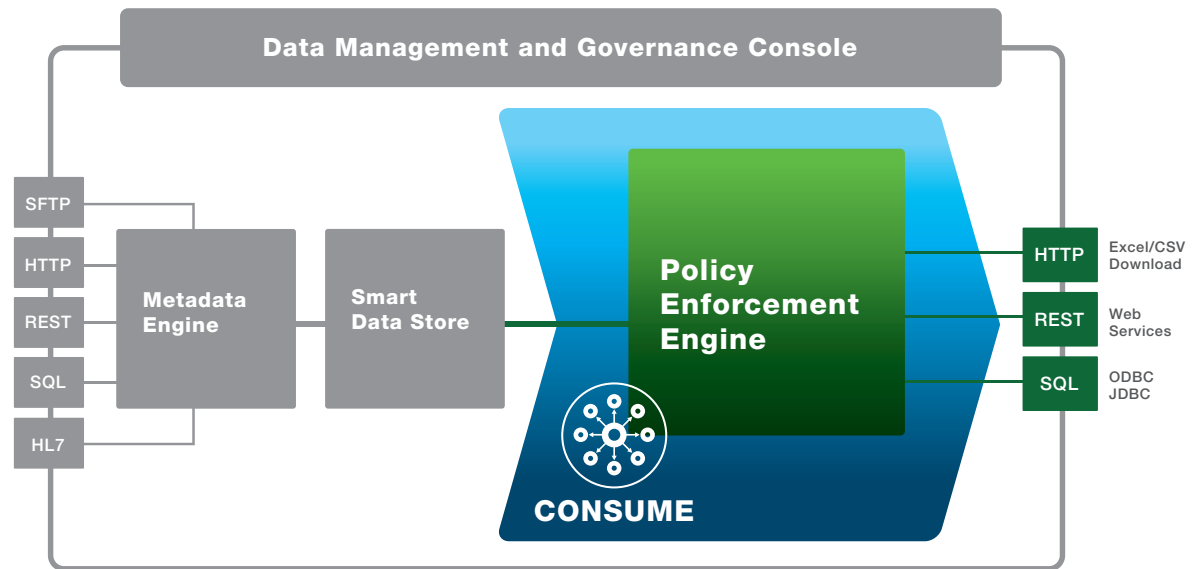 Data Management and Governance Console
SFTP
HTTP
REST
SQL
HL7
Metadata
Engine
Smart
Data Store
Policy
Enforcement
Engine
CONSUME
HTTP
Excel/CSV
Download
REST
Web
Services
SQL
ODBC
JDBC